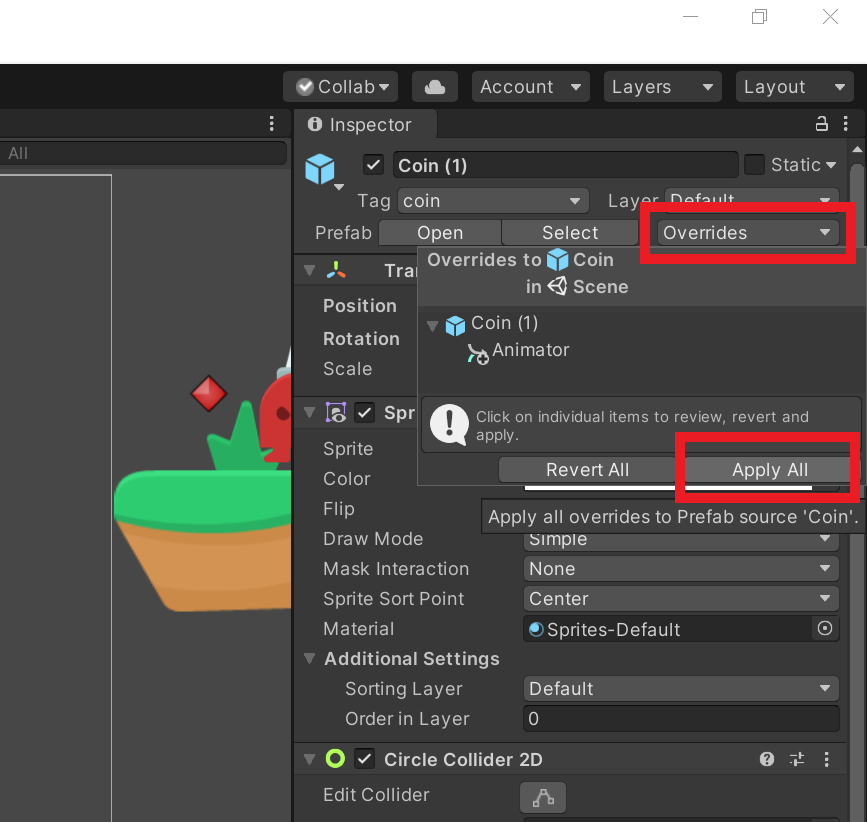 Collab Account Layers Layout
Inspector
All
Coin (1) Static
Tag coin Layer Default
Prefab Open Select Overrides
Overrides to Coin
in Scene
Position
Rotation
Scale
Coin (1)
Animator
Click on individual items to review, revert and
apply.
Revert All Apply All
Apply all overrides to Prefab source 'Coin'.
Sprite
Color
Flip
Draw Mode Simple
Mask Interaction None
Sprite Sort Point Center
Material Sprites-Default
Additional Settings
Sorting Layer Default
Order in Layer 0
Circle Collider 2D
Edit Collider